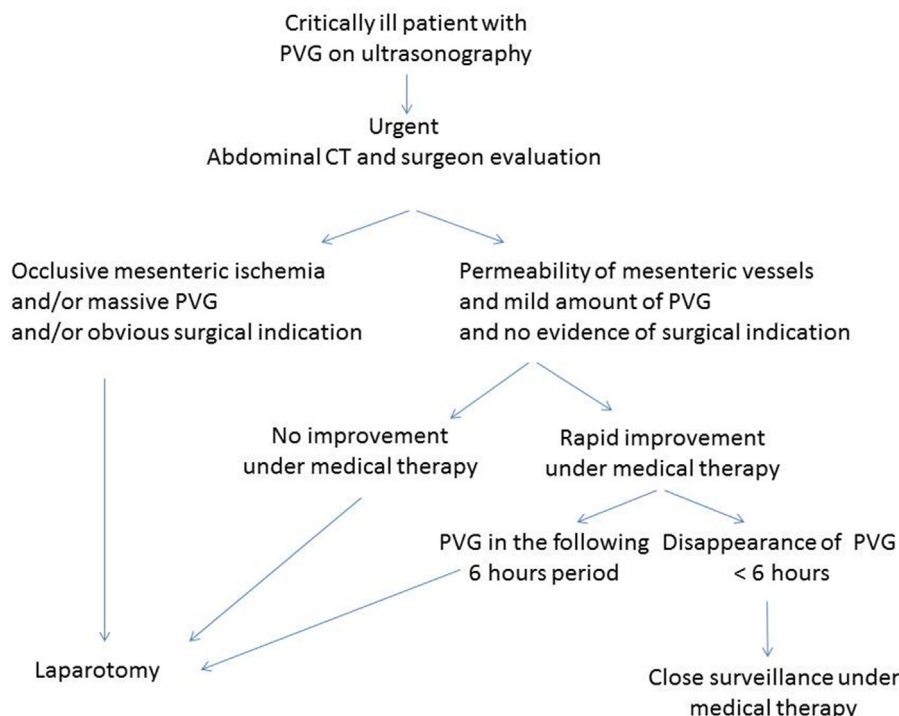 Critically ill patient with
PVG on ultrasonography
Urgent
Abdominal CT and surgeon evaluation
Occlusive mesenteric ischemia
and/or massive PVG
and/or obvious surgical indication
Permeability of mesenteric vessels
and mild amount of PVG
and no evidence of surgical indication
No improvement
under medical therapy
Rapid improvement
under medical therapy
PVG in the following
6 hours period
Disappearance of PVG
< 6 hours
Laparotomy
Close surveillance under
medical therapy